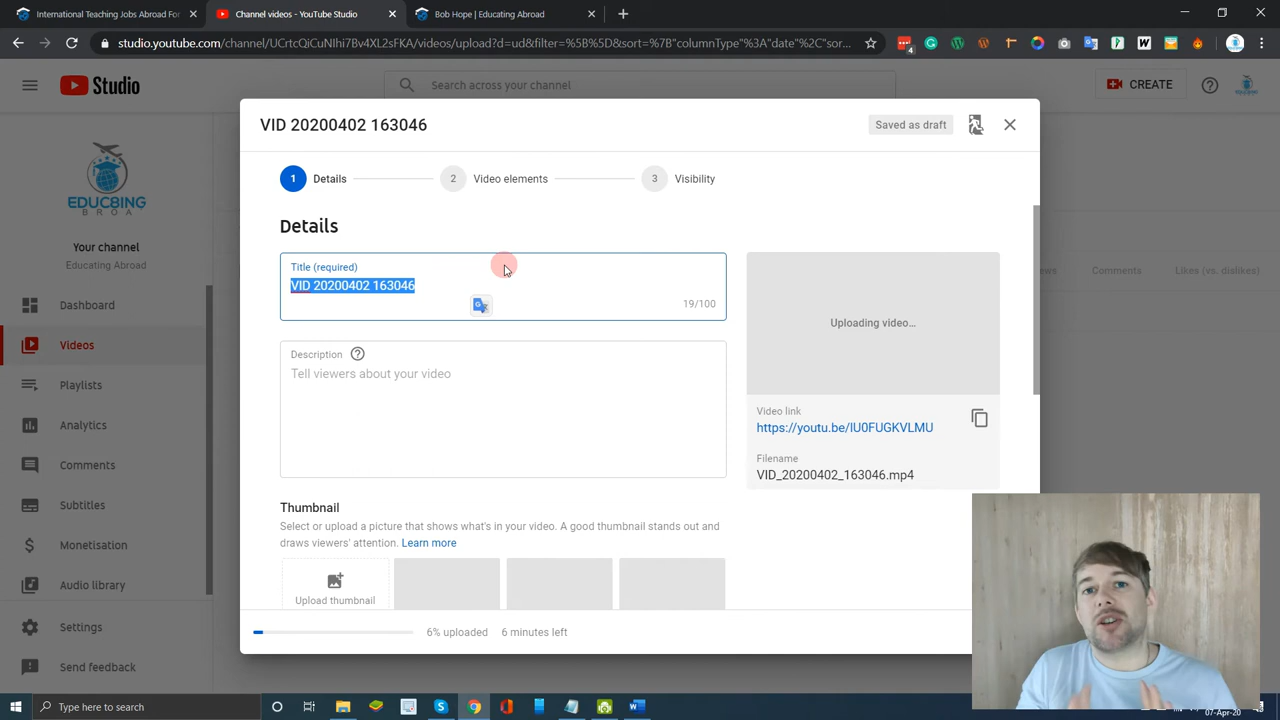 International Teaching Jobs Abroad For
Channel videos - YouTube Studio
Bob Hope | Educating Abroad
studio.youtube.com/channel/UCrtcQiCuNIhi7Bv4XL2sFKA/videos/upload?d=ud&filter=%5B%5D&sort=%7B"columnType"%3A"date"%2C"sor...
4
Studio
Search across your channel
CREATE
VID 20200402 163046
Saved as draft
1 Details
2 Video elements
3 Visibility
EDUC8ING
BROA
Your channel
Educating Abroad
Dashboard
Videos
Playlists
Analytics
Comments
Subtitles
Monetisation
Audio library
Settings
Send feedback
Details
Title (required)
VID 20200402 163046
19/100
Description
Tell viewers about your video
Uploading video...
Video link
https://youtu.be/IU0FUGKVLMU
Filename
VID_20200402_163046.mp4
Thumbnail
Select or upload a picture that shows what's in your video. A good thumbnail stands out and
draws viewers' attention. Learn more
Upload thumbnail
6% uploaded 6 minutes left
Comments
Likes (vs. dislikes)
Type here to search
07-Apr-20